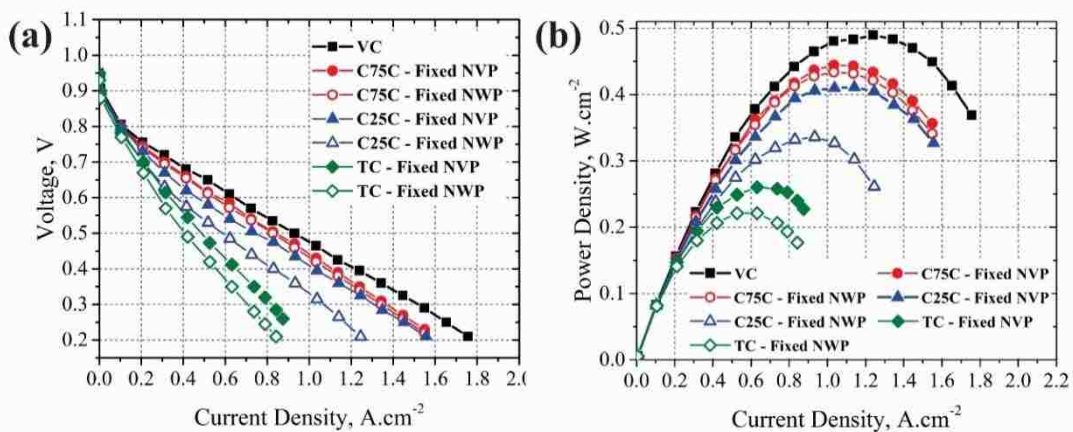 (a)
1.1
1.0
0.9
0.8
0.7
0.6
0.5
0.4
0.3
0.2
Voltage, V
VC
C75C - Fixed NVP
C75C - Fixed NWP
C25C - Fixed NVP
C25C - Fixed NWP
TC - Fixed NVP
TC - Fixed NWP
0.0 0.2 0.4 0.6 0.8 1.0 1.2 1.4 1.6 1.8 2.0
Current Density, A.cm⁻²
(b)
0.5
0.4
0.3
0.2
0.1
0.0
Power Density, W.cm⁻²
VC C75C - Fixed NVP
C75C - Fixed NWP C25C - Fixed NVP
C25C - Fixed NWP TC - Fixed NVP
TC - Fixed NWP
0.0 0.2 0.4 0.6 0.8 1.0 1.2 1.4 1.6 1.8 2.0 2.2
Current Density, A.cm⁻²